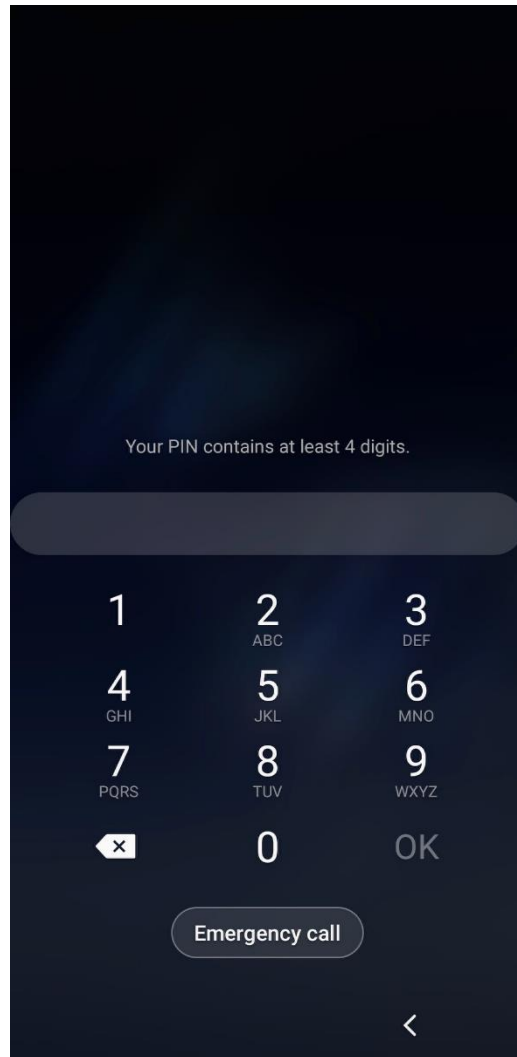 Your PIN contains at least 4 digits.
1 2 3
ABC DEF
4 5 6
GHI JKL MNO
7 8 9
PQRS TUV WXYZ
0 OK
Emergency call